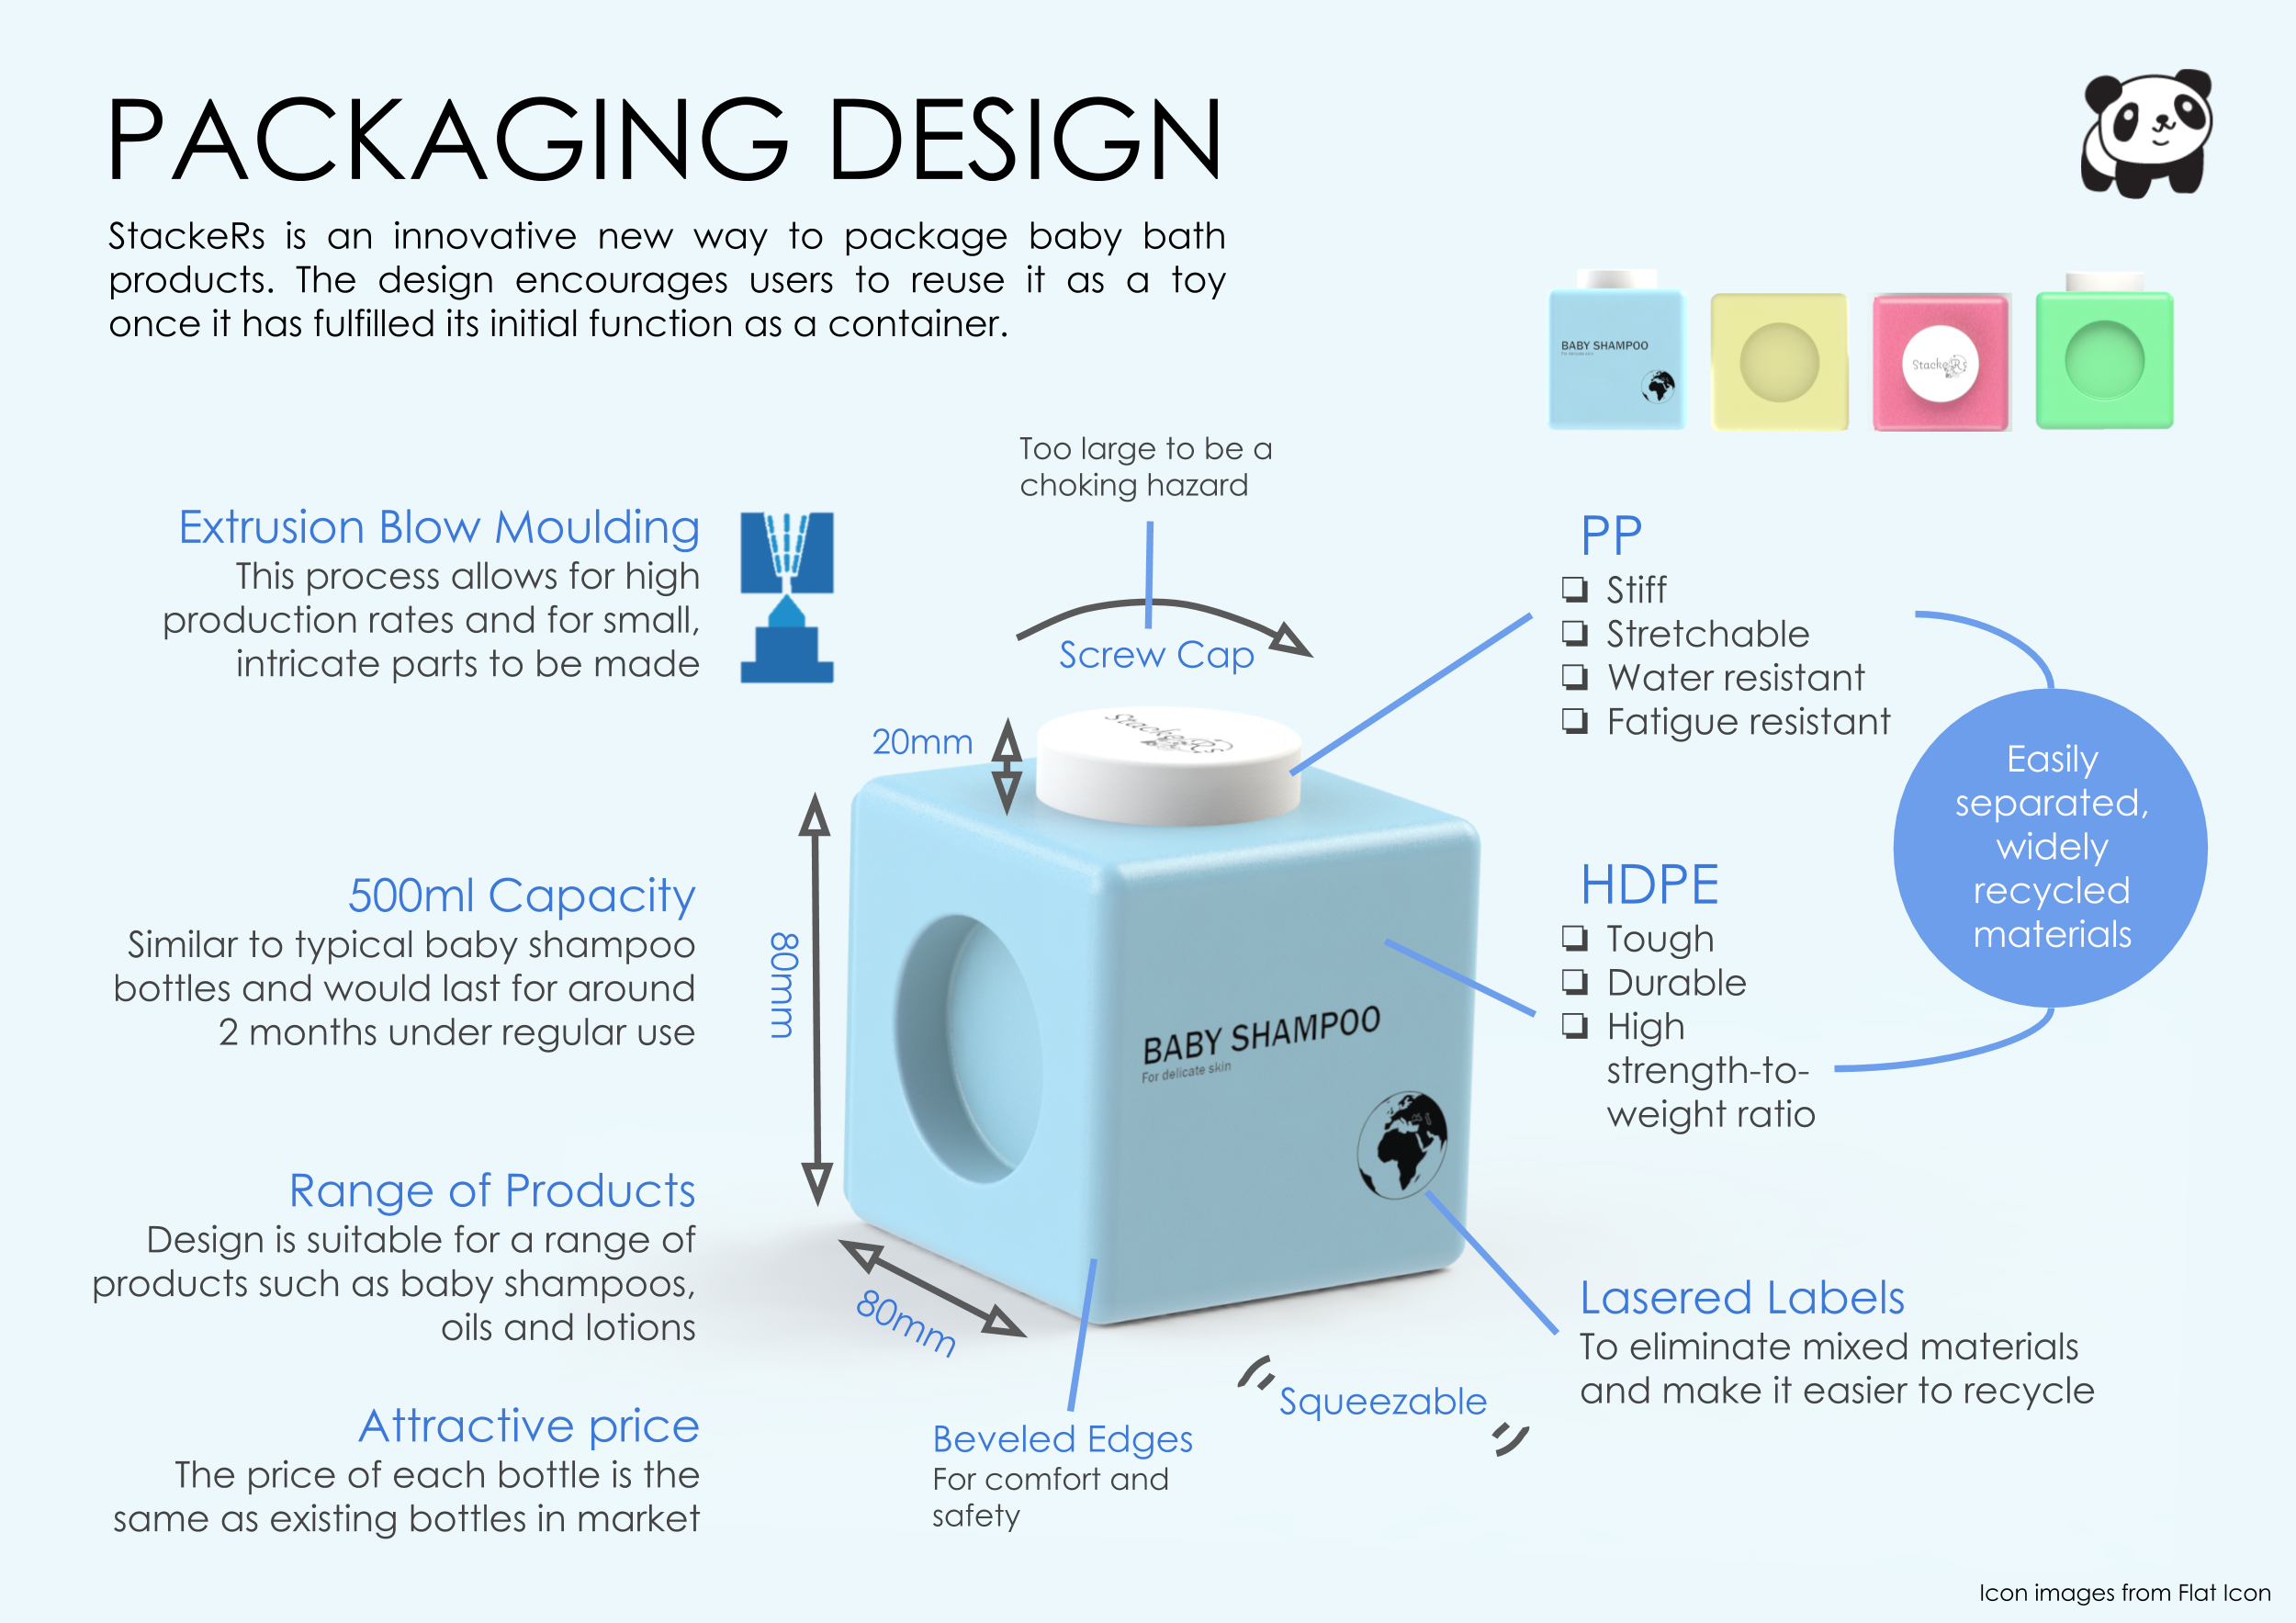 PACKAGING DESIGN
StackeRs is an innovative new way to package baby bath
products. The design encourages users to reuse it as a toy
once it has fulfilled its initial function as a container.
BABY SHAMPOO
For delicate skin
StackeRs
Too large to be a
choking hazard
Screw Cap
Extrusion Blow Moulding
This process allows for high
production rates and for small,
intricate parts to be made
PP
❑ Stiff
❑ Stretchable
❑ Water resistant
❑ Fatigue resistant
20mm
StackeRs
Easily
separated,
widely
recycled
materials
500ml Capacity
Similar to typical baby shampoo
bottles and would last for around
2 months under regular use
80mm
BABY SHAMPOO
For delicate skin
HDPE
❑ Tough
❑ Durable
❑ High
strength-to-
weight ratio
Range of Products
Design is suitable for a range of
products such as baby shampoos,
oils and lotions
80mm
Lasered Labels
To eliminate mixed materials
and make it easier to recycle
Attractive price
The price of each bottle is the
same as existing bottles in market
Beveled Edges
For comfort and
safety
Squeezable
Icon images from Flat Icon